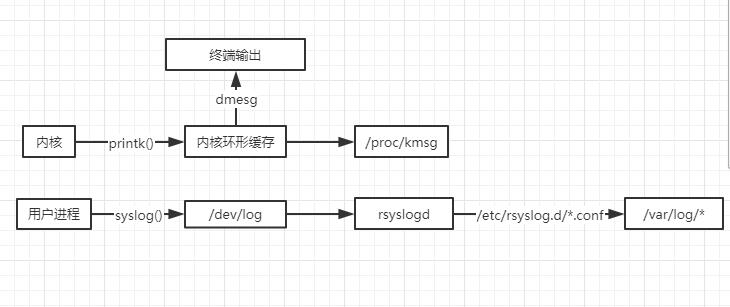 终端输出
dmesg
内核
printk()
内核环形缓存
/proc/kmsg
用户进程
syslog()
/dev/log
rsyslogd
/etc/rsyslog.d/*.conf
/var/log/*